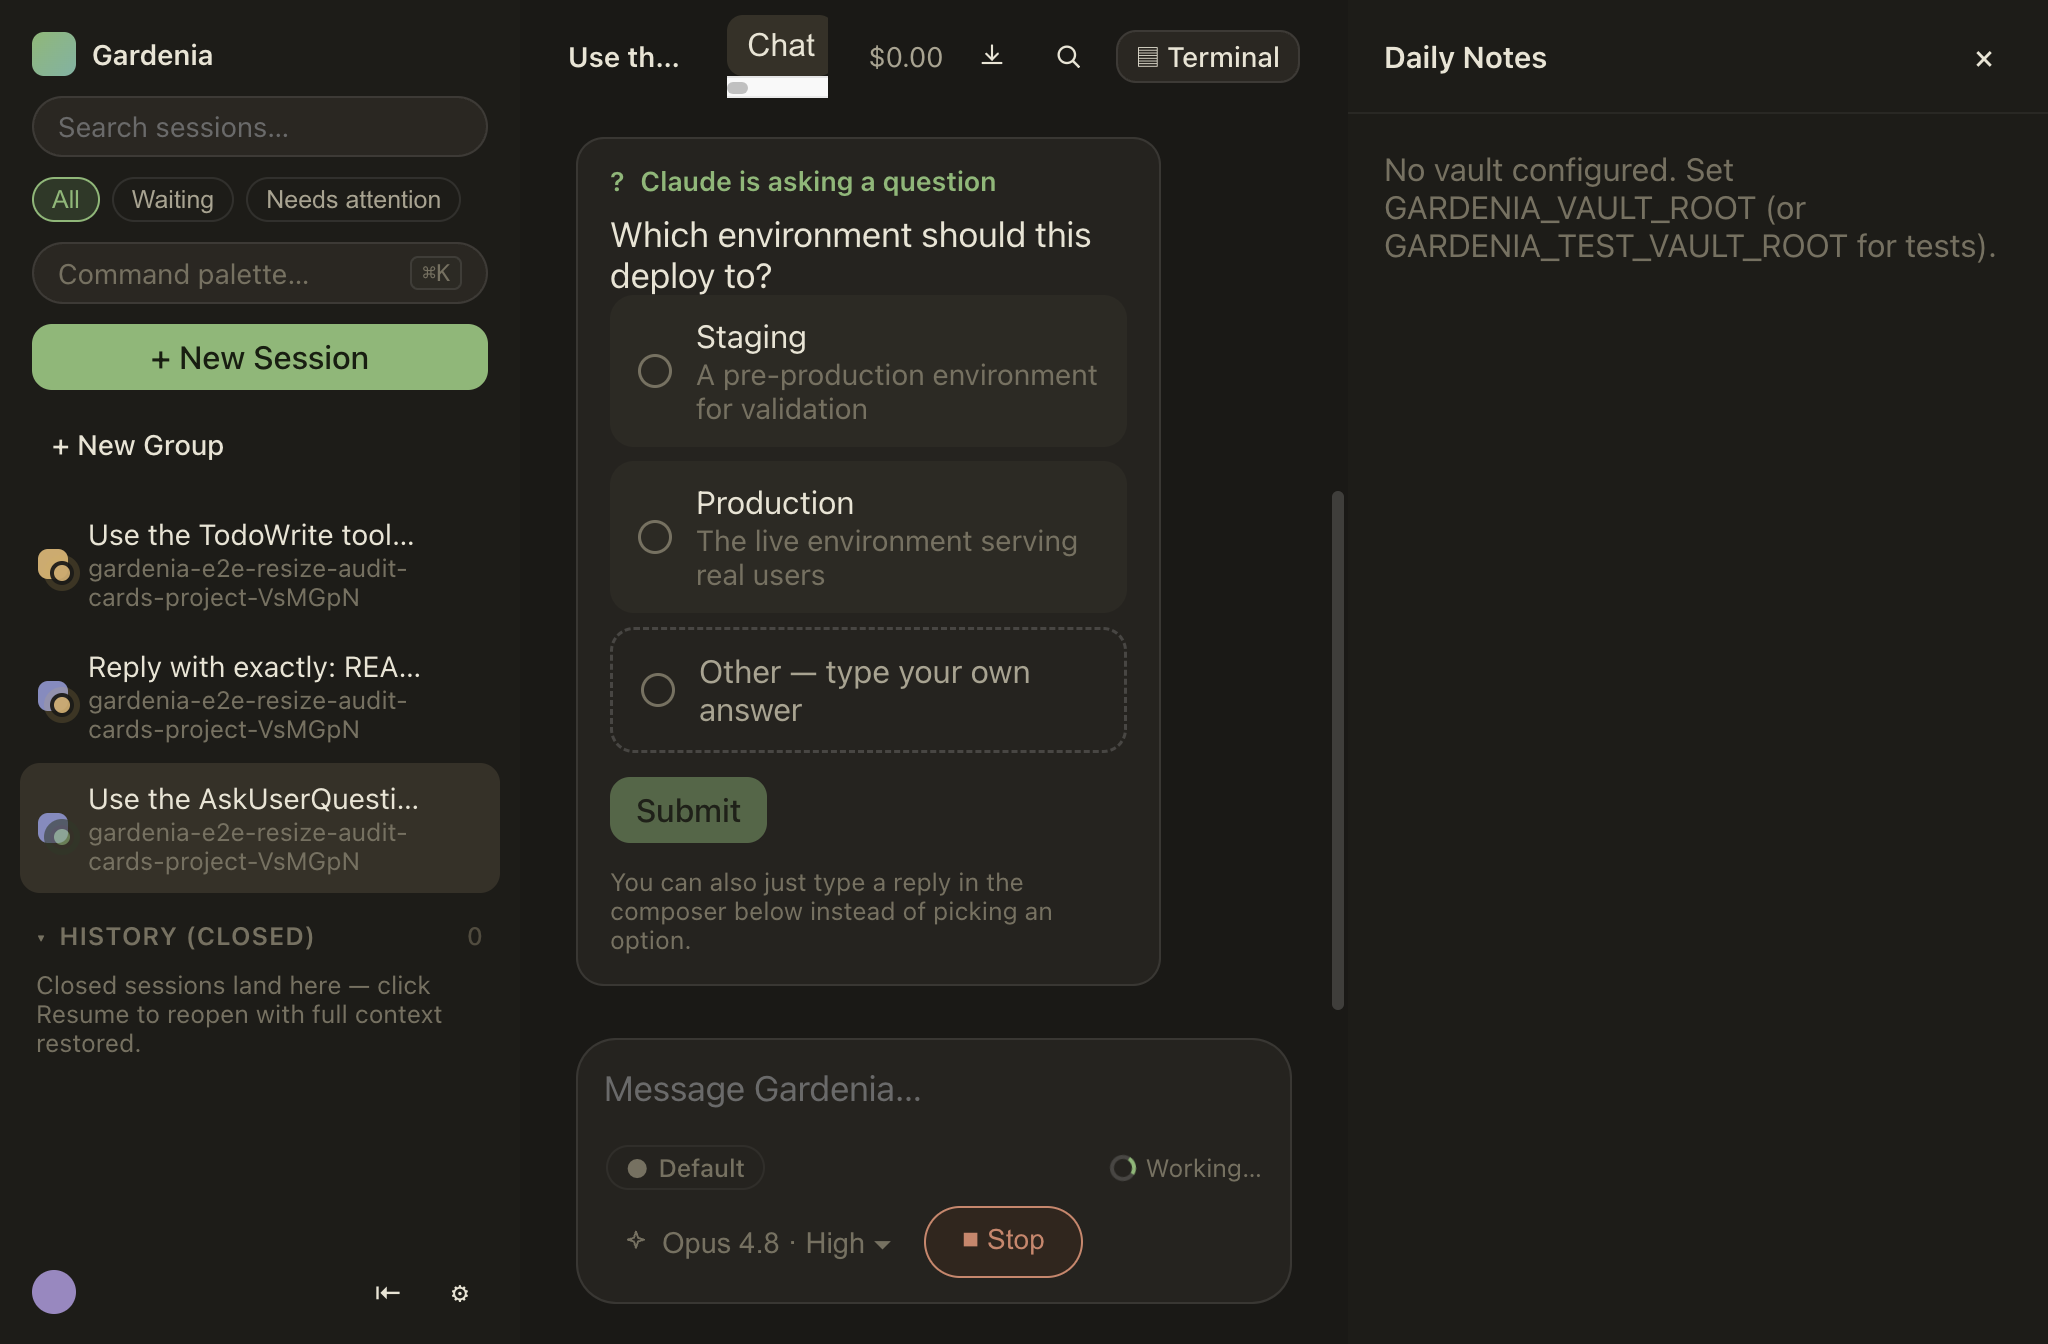 Gardenia
Search sessions...
All
Waiting
Needs attention
Command palette...
⌘K
+ New Session
+ New Group
Use the TodoWrite tool...
gardenia-e2e-resize-audit-
cards-project-VsMGpN
Reply with exactly: REA...
gardenia-e2e-resize-audit-
cards-project-VsMGpN
Use the AskUserQuesti...
gardenia-e2e-resize-audit-
cards-project-VsMGpN
HISTORY (CLOSED)
0
Closed sessions land here — click
Resume to reopen with full context
restored.
Use th...
Chat
$0.00
Terminal
? Claude is asking a question
Which environment should this
deploy to?
Staging
A pre-production environment
for validation
Production
The live environment serving
real users
Other — type your own
answer
Submit
You can also just type a reply in the
composer below instead of picking an
option.
Message Gardenia...
Default
Working...
Opus 4.8 · High
Stop
Daily Notes
No vault configured. Set
GARDENIA_VAULT_ROOT (or
GARDENIA_TEST_VAULT_ROOT for tests).